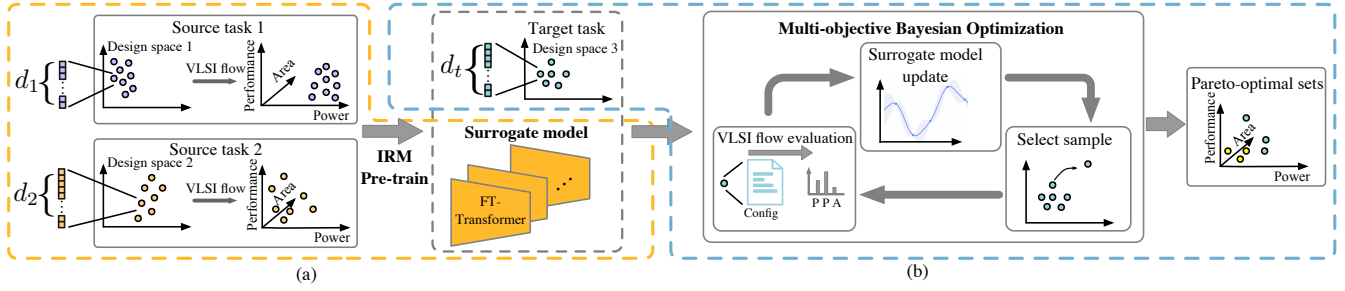 Source task 1
Design space 1
d1
VLSI flow
Performance
Area
Power
Source task 2
Design space 2
d2
VLSI flow
Performance
Area
Power
(a)
IRM
Pre-train
Target task
Design space 3
dt
Surrogate model
FT-
Transformer
...
Multi-objective Bayesian Optimization
Surrogate model
update
VLSI flow evaluation
Config
P P A
Select sample
(b)
Pareto-optimal sets
Performance
Area
Power